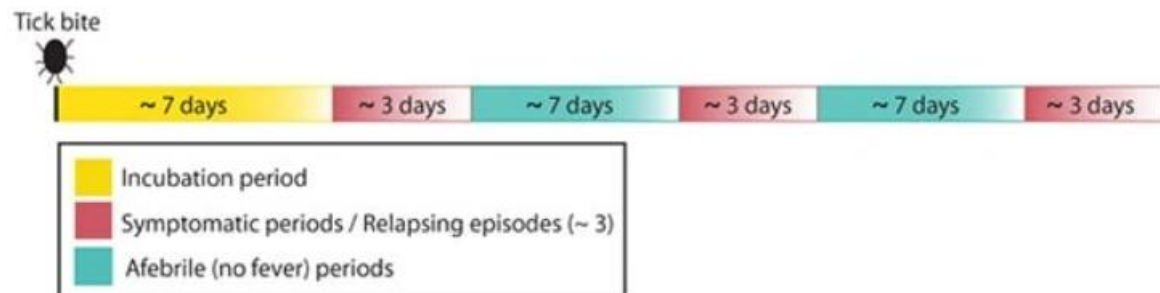 Tick bite
~ 7 days ~ 3 days ~ 7 days ~ 3 days ~ 7 days ~ 3 days
Incubation period
Symptomatic periods / Relapsing episodes (~ 3)
Afebrile (no fever) periods